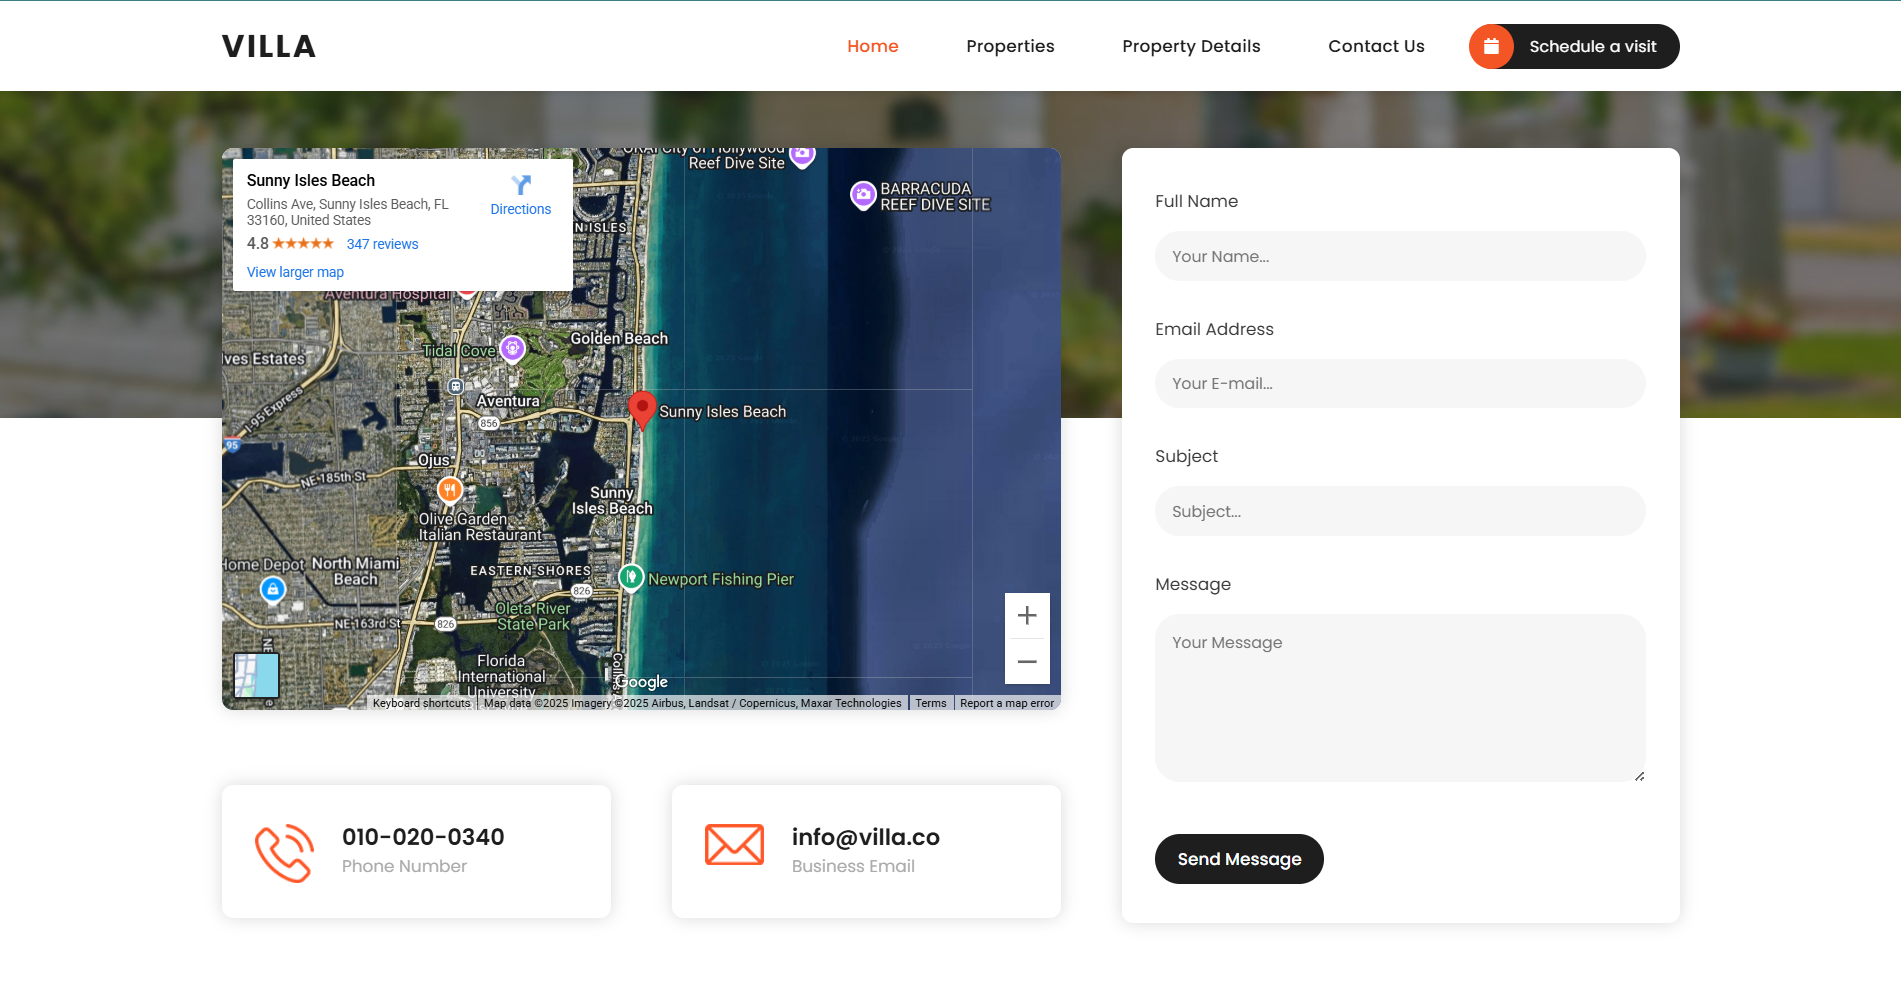 VILLA
Home
Properties
Property Details
Contact Us
Schedule a visit
Reef Dive Site
BARRACUDA
REEF DIVE SITE
Sunny Isles Beach
Collins Ave, Sunny Isles Beach, FL
33160, United States
4.8
347 reviews
Directions
View larger map
N ISLES
Aventura Hospital
Golden Beach
Tidal Cove
ves Estates
Aventura
I-95 Express
856
Sunny Isles Beach
95
Ojus
NE 185th St
Sunny
Isles Beach
Olive Garden
Italian Restaurant
Home Depot
North Miami
Beach
EASTERN SHORES
Newport Fishing Pier
826
Oleta River
State Park
NE 163rd St
826
Florida
International
University
Google
Keyboard shortcuts
Map data ©2025 Imagery ©2025 Airbus, Landsat / Copernicus, Maxar Technologies
Terms
Report a map error
010-020-0340
Phone Number
info@villa.co
Business Email
Full Name
Your Name...
Email Address
Your E-mail...
Subject
Subject...
Message
Your Message
Send Message